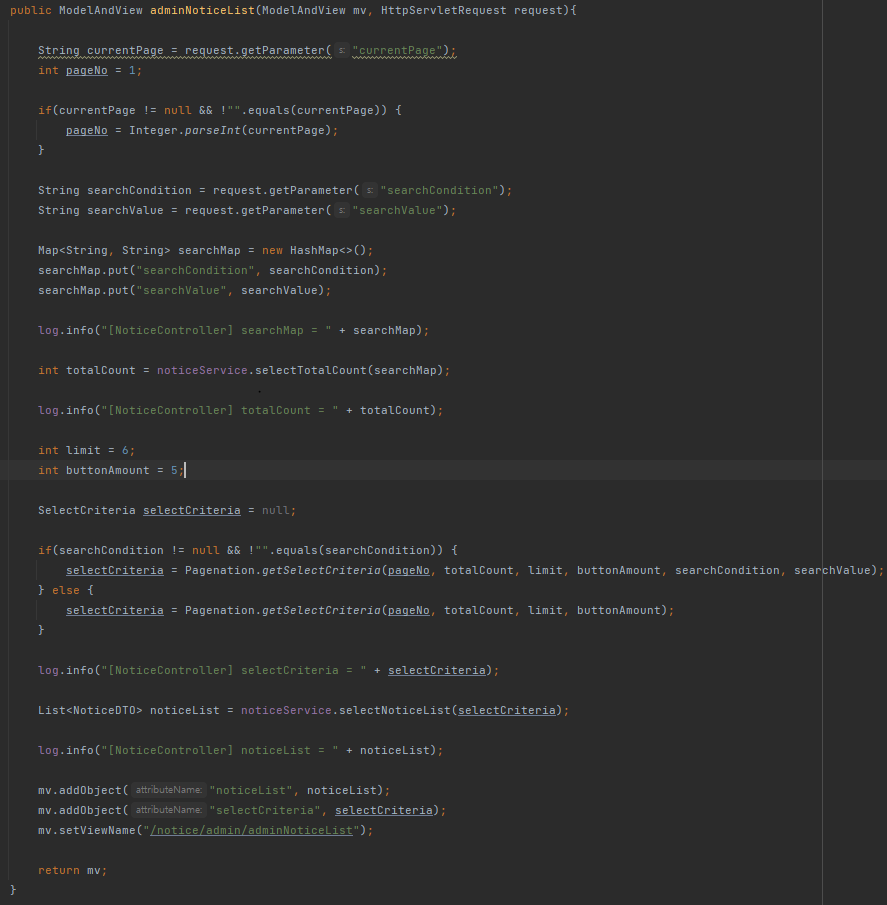 public ModelAndView adminNoticeList(ModelAndView mv, HttpServletRequest request){
String currentPage = request.getParameter( s: "currentPage");
int pageNo = 1;
if(currentPage != null && !"".equals(currentPage)) {
pageNo = Integer.parseInt(currentPage);
}
String searchCondition = request.getParameter( s: "searchCondition");
String searchValue = request.getParameter( s: "searchValue");
Map<String, String> searchMap = new HashMap<>();
searchMap.put("searchCondition", searchCondition);
searchMap.put("searchValue", searchValue);
log.info("[NoticeController] searchMap = " + searchMap);
int totalCount = noticeService.selectTotalCount(searchMap);
log.info("[NoticeController] totalCount = " + totalCount);
int limit = 6;
int buttonAmount = 5;
SelectCriteria selectCriteria = null;
if(searchCondition != null && !"".equals(searchCondition)) {
selectCriteria = Pagenation.getSelectCriteria(pageNo, totalCount, limit, buttonAmount, searchCondition, searchValue);
} else {
selectCriteria = Pagenation.getSelectCriteria(pageNo, totalCount, limit, buttonAmount);
}
log.info("[NoticeController] selectCriteria = " + selectCriteria);
List<NoticeDTO> noticeList = noticeService.selectNoticeList(selectCriteria);
log.info("[NoticeController] noticeList = " + noticeList);
mv.addObject( attributeName: "noticeList", noticeList);
mv.addObject( attributeName: "selectCriteria", selectCriteria);
mv.setViewName("/notice/admin/adminNoticeList");
return mv;
}